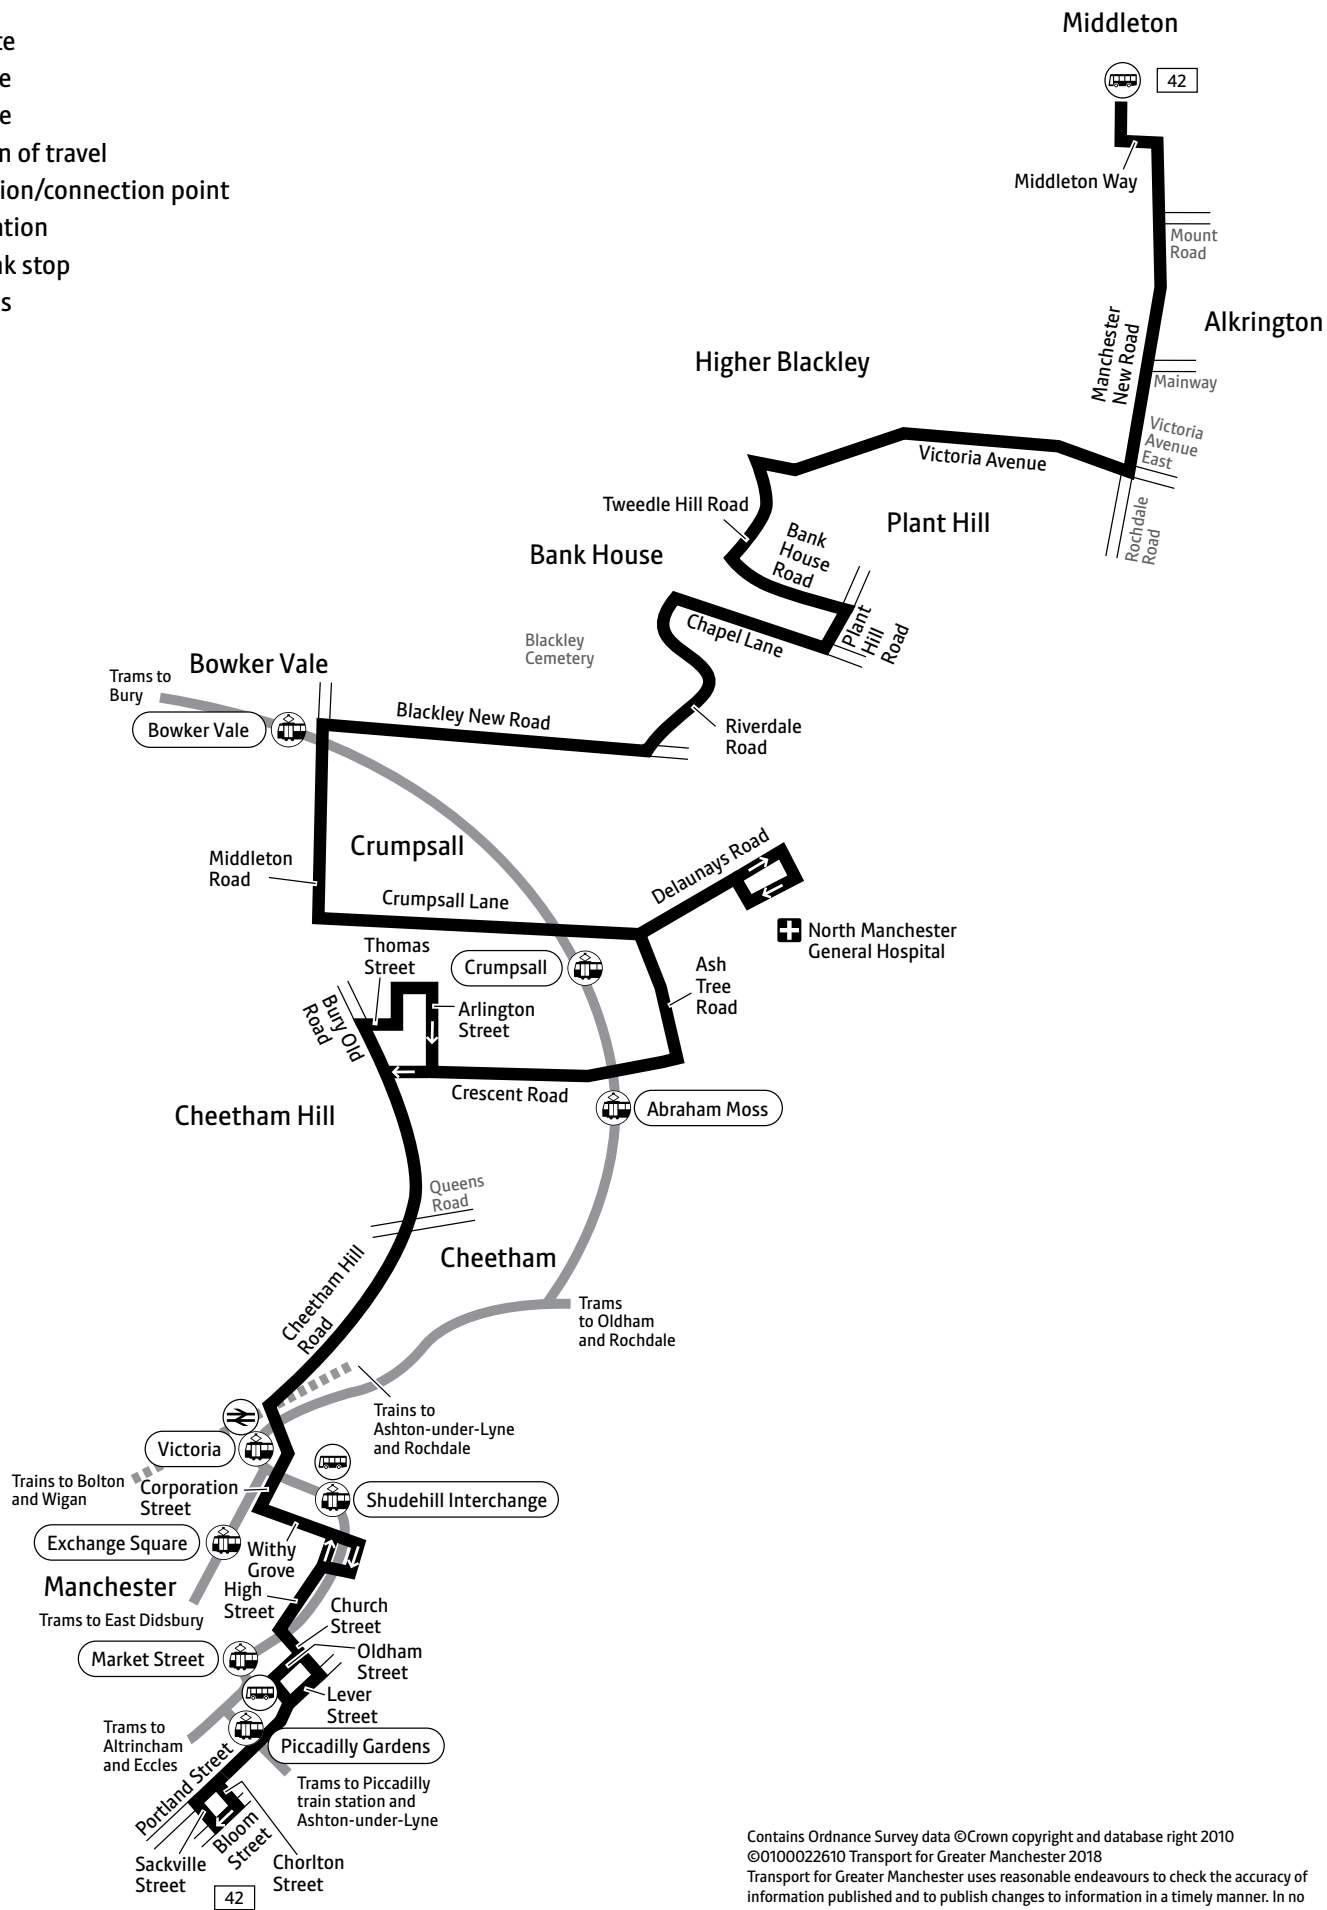 Middleton
42
te
e
e
n of travel
ion/connection point
ation
nk stop
s
Middleton Way
Mount
Road
Alkrington
Manchester
New Road
Higher Blackley
Mainway
Victoria
Avenue
East
Victoria Avenue
Rochdale
Road
Tweedle Hill Road
Plant Hill
Bank
House
Road
Bank House
Plant
Hill
Road
Chapel Lane
Blackley
Cemetery
Bowker Vale
Trams to
Bury
Bowker Vale
Blackley New Road
Riverdale
Road
Crumpsall
Middleton
Road
Delaunays Road
Crumpsall Lane
North Manchester
General Hospital
Thomas
Street
Crumpsall
Ash
Tree
Road
Bury Old
Road
Arlington
Street
Crescent Road
Cheetham Hill
Abraham Moss
Queens
Road
Cheetham
Cheetham Hill
Road
Trams
to Oldham
and Rochdale
Trains to
Ashton-under-Lyne
and Rochdale
Victoria
Trains to Bolton
and Wigan
Corporation
Street
Shudehill Interchange
Exchange Square
Withy
Grove
Manchester
High
Street
Trams to East Didsbury
Church
Street
Market Street
Oldham
Street
Lever
Street
Trams to
Altrincham
and Eccles
Piccadilly Gardens
Portland Street
Trams to Piccadilly
train station and
Ashton-under-Lyne
Bloom
Street
Sackville
Street
Chorlton
Street
42
Contains Ordnance Survey data ©Crown copyright and database right 2010
©0100022610 Transport for Greater Manchester 2018
Transport for Greater Manchester uses reasonable endeavours to check the accuracy of
information published and to publish changes to information in a timely manner. In no